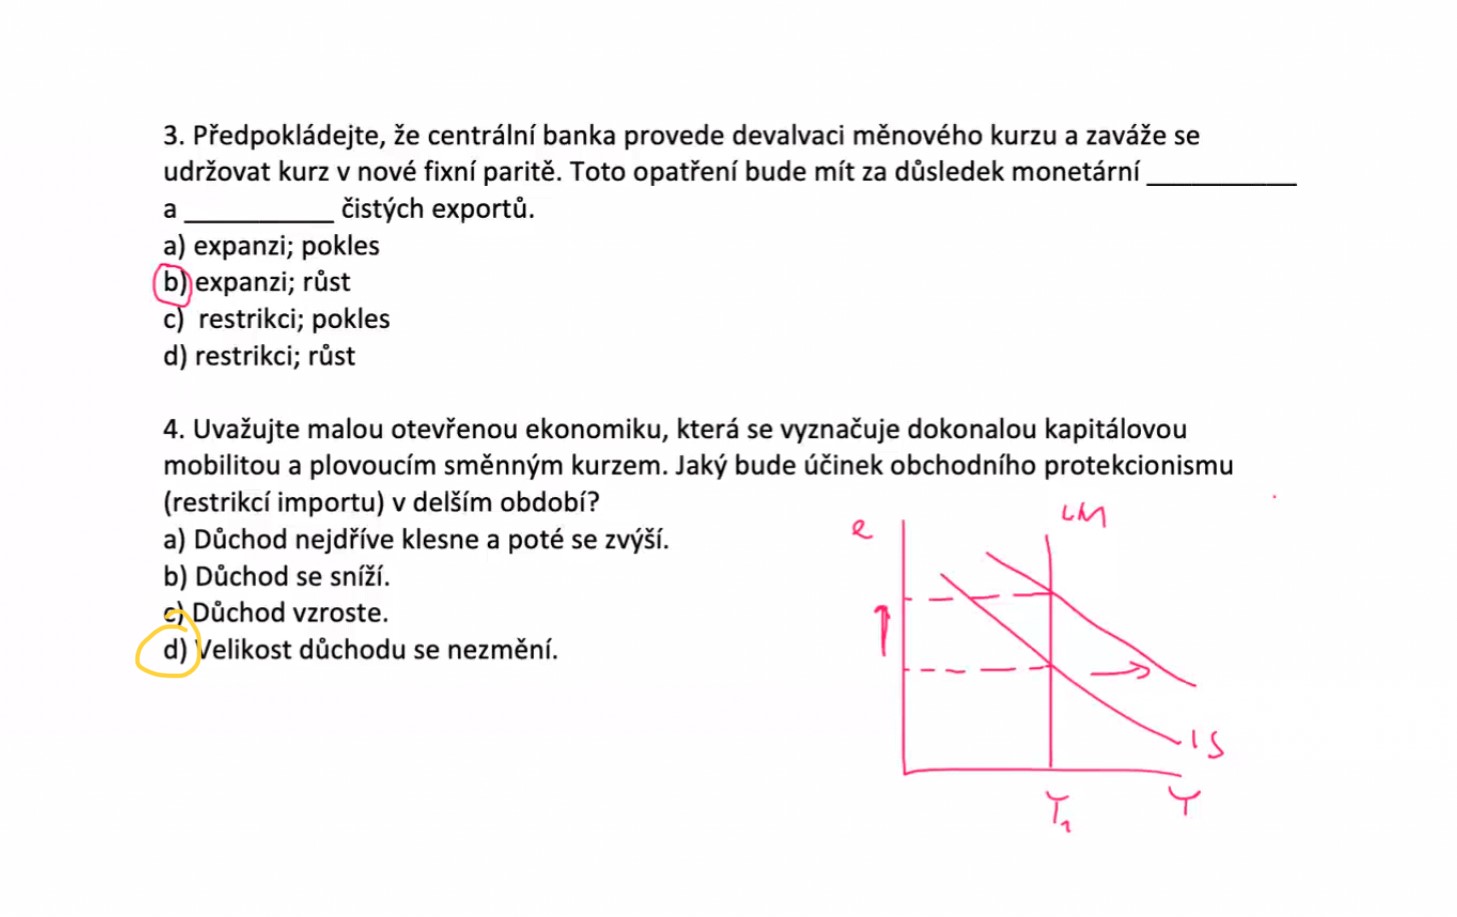 3. Předpokládejte, že centrální banka provede devalvaci měnového kurzu a zaváže se
udržovat kurz v nové fixní paritě. Toto opatření bude mít za důsledek monetární __________
a __________ čistých exportů.
a) expanzi; pokles
b) expanzi; růst
c) restrikci; pokles
d) restrikci; růst
4. Uvažujte malou otevřenou ekonomiku, která se vyznačuje dokonalou kapitálovou
mobilitou a plovoucím směnným kurzem. Jaký bude účinek obchodního protekcionismu
(restrikcí importu) v delším období?
a) Důchod nejdříve klesne a poté se zvýší.
b) Důchod se sníží.
c) Důchod vzroste.
d) Velikost důchodu se nezmění.
e
LM
IS
Y₁
Y